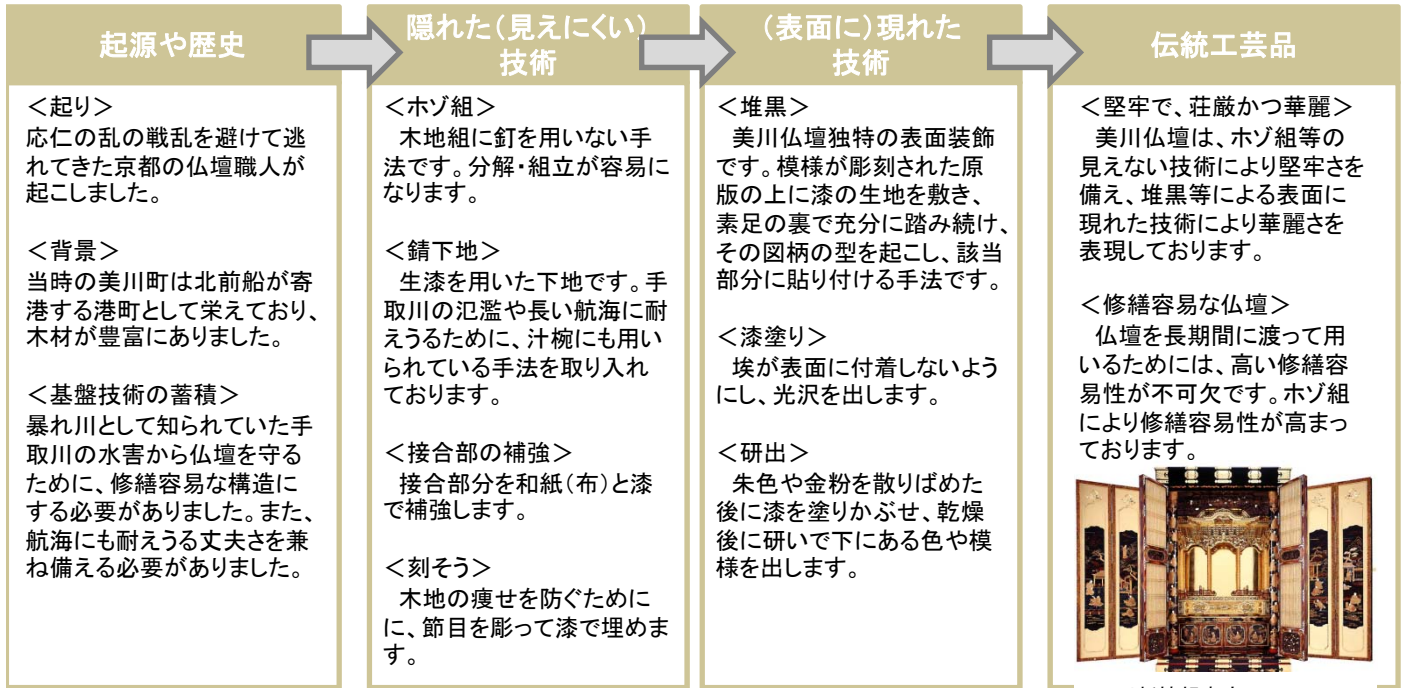 起源や歴史
<起り>
応仁の乱の戦乱を避けて逃
れてきた京都の仏壇職人が
起こしました。
<背景>
当時の美川町は北前船が寄
港する港町として栄えており、
木材が豊富にありました。
<基盤技術の蓄積>
暴れ川として知られていた手
取川の水害から仏壇を守る
ために、修繕容易な構造に
する必要がありました。また、
航海にも耐えうる丈夫さを兼
ね備える必要がありました。
隠れた(見えにくい)
技術
<ホゾ組>
木地組に釘を用いない手
法です。分解・組立が容易に
なります。
<錆下地>
生漆を用いた下地です。手
取川の氾濫や長い航海に耐
えうるために、汁椀にも用い
られている手法を取り入れ
ております。
<接合部の補強>
接合部分を和紙(布)と漆
で補強します。
<刻そう>
木地の痩せを防ぐために
に、節目を彫って漆で埋めま
す。
(表面に)現れた
技術
<堆黒>
美川仏壇独特の表面装飾
です。模様が彫刻された原
版の上に漆の生地を敷き、
素足の裏で充分に踏み続け、
その図柄の型を起こし、該当
部分に貼り付ける手法です。
<漆塗り>
埃が表面に付着しないよう
にし、光沢を出します。
<研出>
朱色や金粉を散りばめた
後に漆を塗りかぶせ、乾燥
後に研いで下にある色や模
様を出します。
伝統工芸品
<堅牢で、荘厳かつ華麗>
美川仏壇は、ホゾ組等の
見えない技術により堅牢さを
備え、堆黒等による表面に
現れた技術により華麗さを
表現しております。
<修繕容易な仏壇>
仏壇を長期間に渡って用
いるためには、高い修繕容
易性が不可欠です。ホゾ組
により修繕容易性が高まっ
ております。